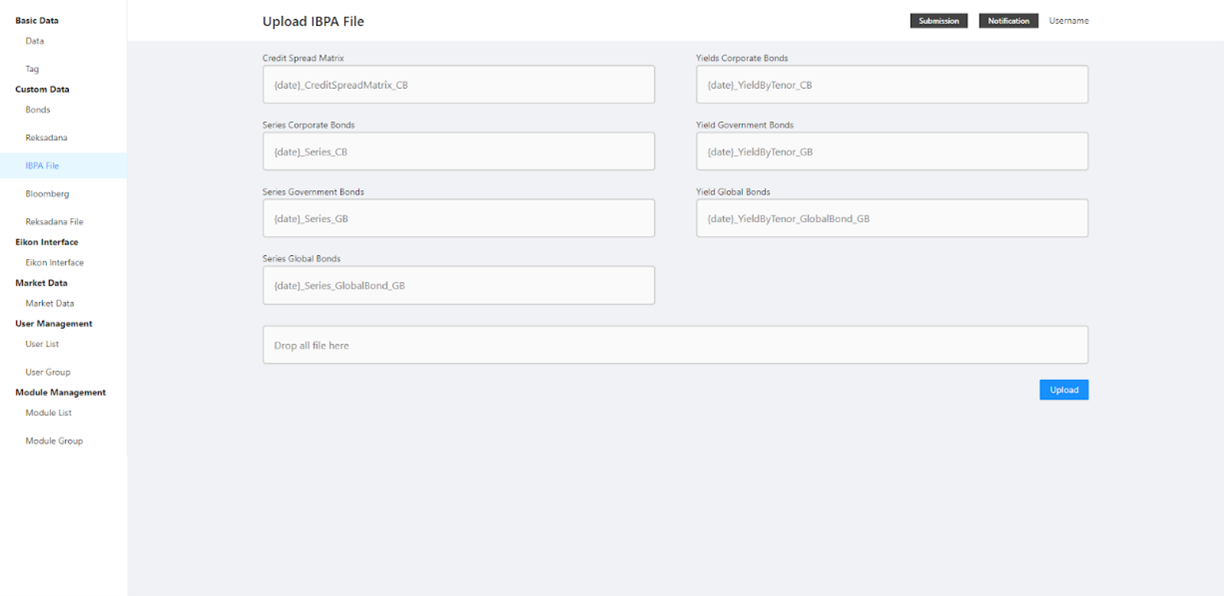 Basic Data
Data
Tag
Custom Data
Bonds
Reksadana
IBPA File
Bloomberg
Reksadana File
Eikon Interface
Eikon Interface
Market Data
Market Data
User Management
User List
User Group
Module Management
Module List
Module Group
Upload IBPA File
Submission
Notification
Username
Credit Spread Matrix
{date}_CreditSpreadMatrix_CB
Yields Corporate Bonds
{date}_YieldByTenor_CB
Series Corporate Bonds
{date}_Series_CB
Yield Government Bonds
{date}_YieldByTenor_GB
Series Government Bonds
{date}_Series_GB
Yield Global Bonds
{date}_YieldByTenor_GlobalBond_GB
Series Global Bonds
{date}_Series_GlobalBond_GB
Drop all file here
Upload